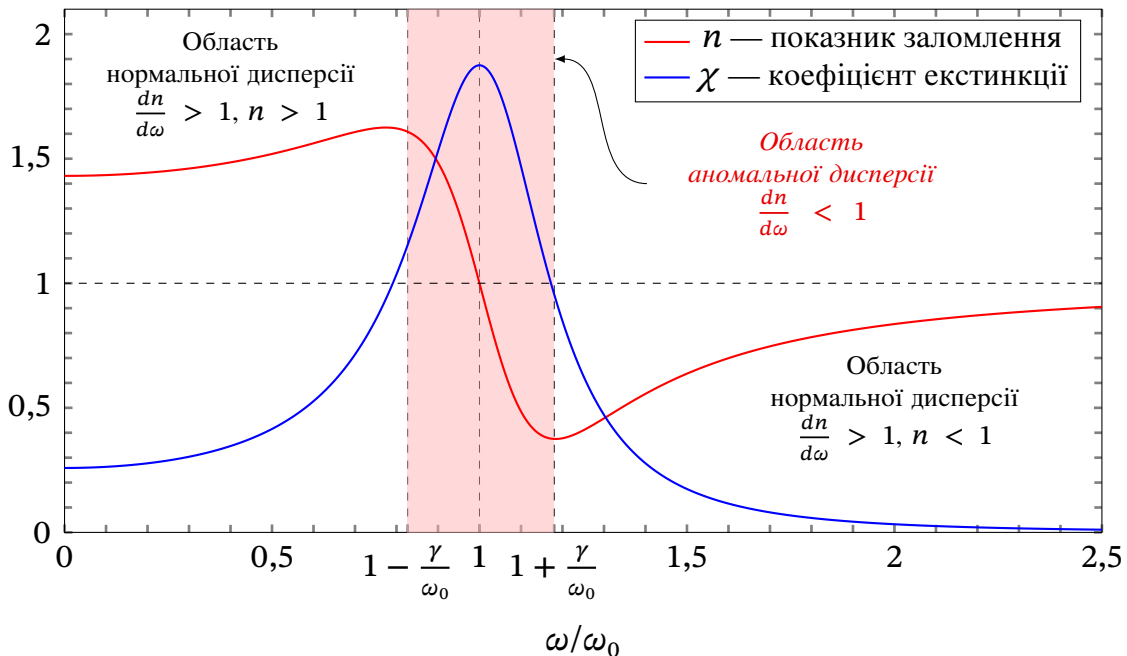 2
1,5
1
0,5
0
Область
нормальної дисперсії
dn/dω > 1, n > 1
n — показник заломлення
χ — коефіцієнт екстинкції
Область
аномальної дисперсії
dn/dω < 1
Область
нормальної дисперсії
dn/dω > 1, n < 1
0 0,5 1 − γ/ω₀ 1 1 + γ/ω₀ 1,5 2 2,5
ω/ω₀